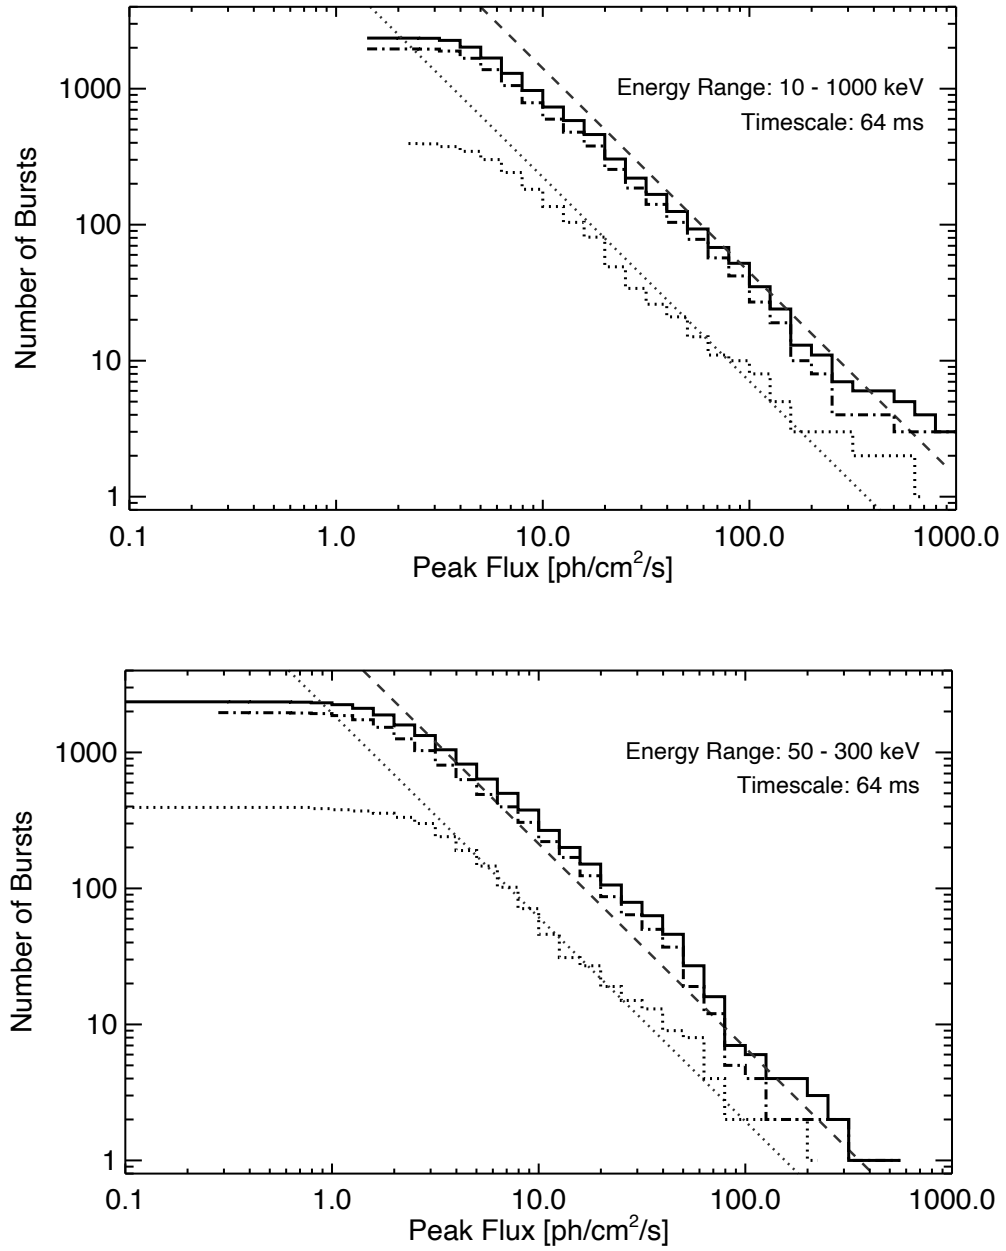 Energy Range: 10 - 1000 keV
Timescale: 64 ms
Number of Bursts
1000
100
10
1
0.1 1.0 10.0 100.0 1000.0
Peak Flux [ph/cm²/s]
Energy Range: 50 - 300 keV
Timescale: 64 ms
Number of Bursts
1000
100
10
1
0.1 1.0 10.0 100.0 1000.0
Peak Flux [ph/cm²/s]